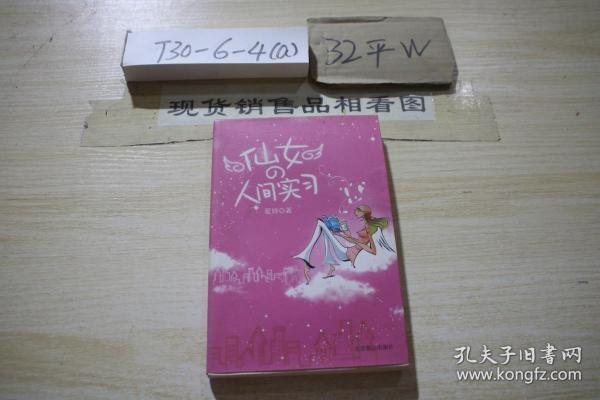 T30-6-4(a)
32平W
现货销售品相看图
仙女
の
人间实习
孔夫子旧书网
www.kongfz.com